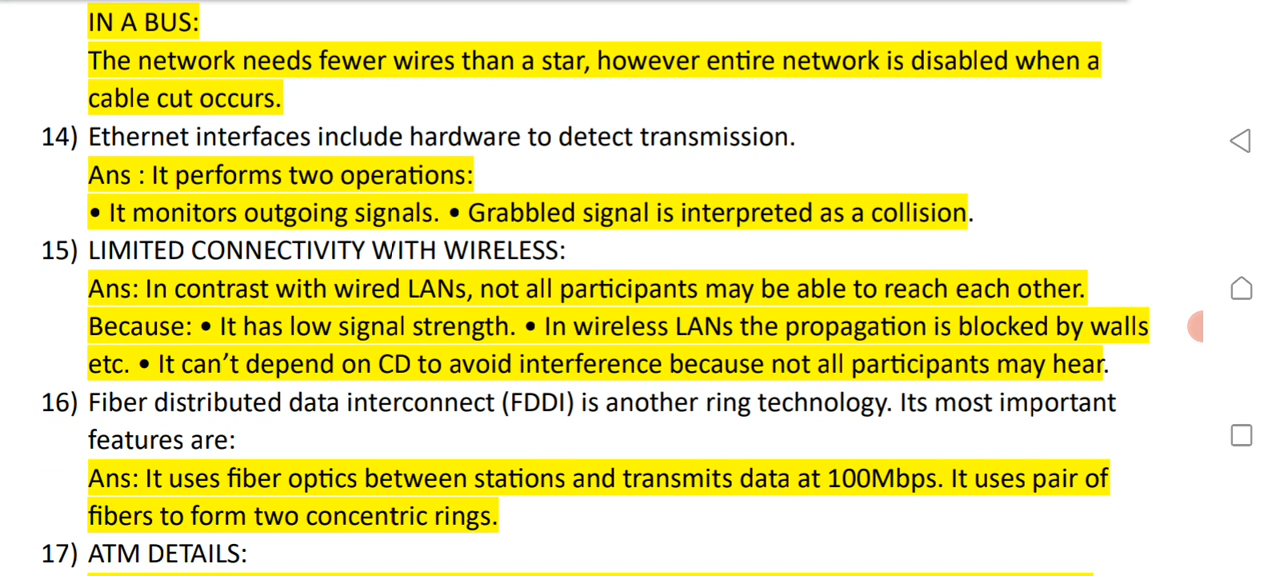 IN A BUS:
The network needs fewer wires than a star, however entire network is disabled when a
cable cut occurs.
14) Ethernet interfaces include hardware to detect transmission.
Ans : It performs two operations:
• It monitors outgoing signals. • Grabbled signal is interpreted as a collision.
15) LIMITED CONNECTIVITY WITH WIRELESS:
Ans: In contrast with wired LANs, not all participants may be able to reach each other.
Because: • It has low signal strength. • In wireless LANs the propagation is blocked by walls
etc. • It can’t depend on CD to avoid interference because not all participants may hear.
16) Fiber distributed data interconnect (FDDI) is another ring technology. Its most important
features are:
Ans: It uses fiber optics between stations and transmits data at 100Mbps. It uses pair of
fibers to form two concentric rings.
17) ATM DETAILS: